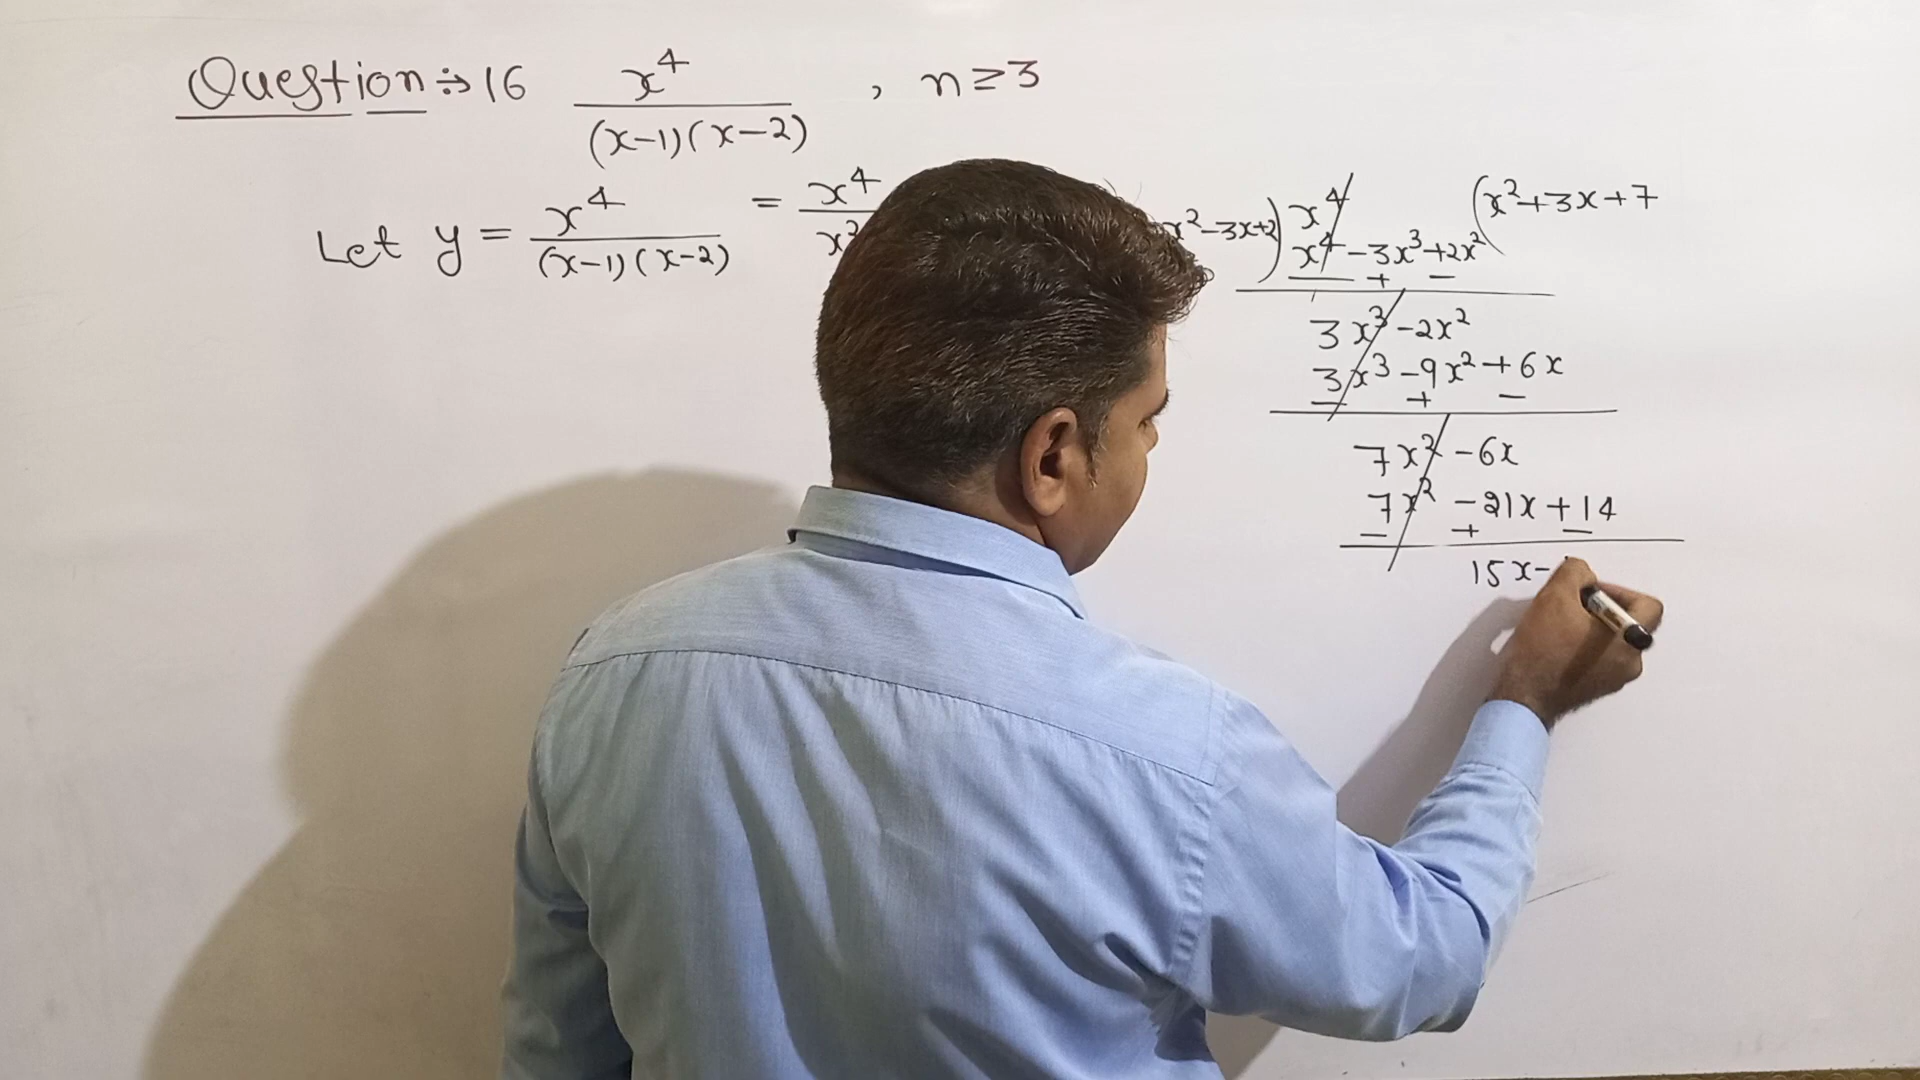 Question ÷→ 16 x⁴/(x-1)(x-2) , n ≥ 3
Let y = x⁴/(x-1)(x-2) = x⁴/x²
x²-3x+2) x⁴ (x²+3x+7
x⁴ -3x³+2x²
— + —
3x³ -2x²
3x³ -9x² +6x
— + —
7x² -6x
7x² -21x +14
— + —
15x-